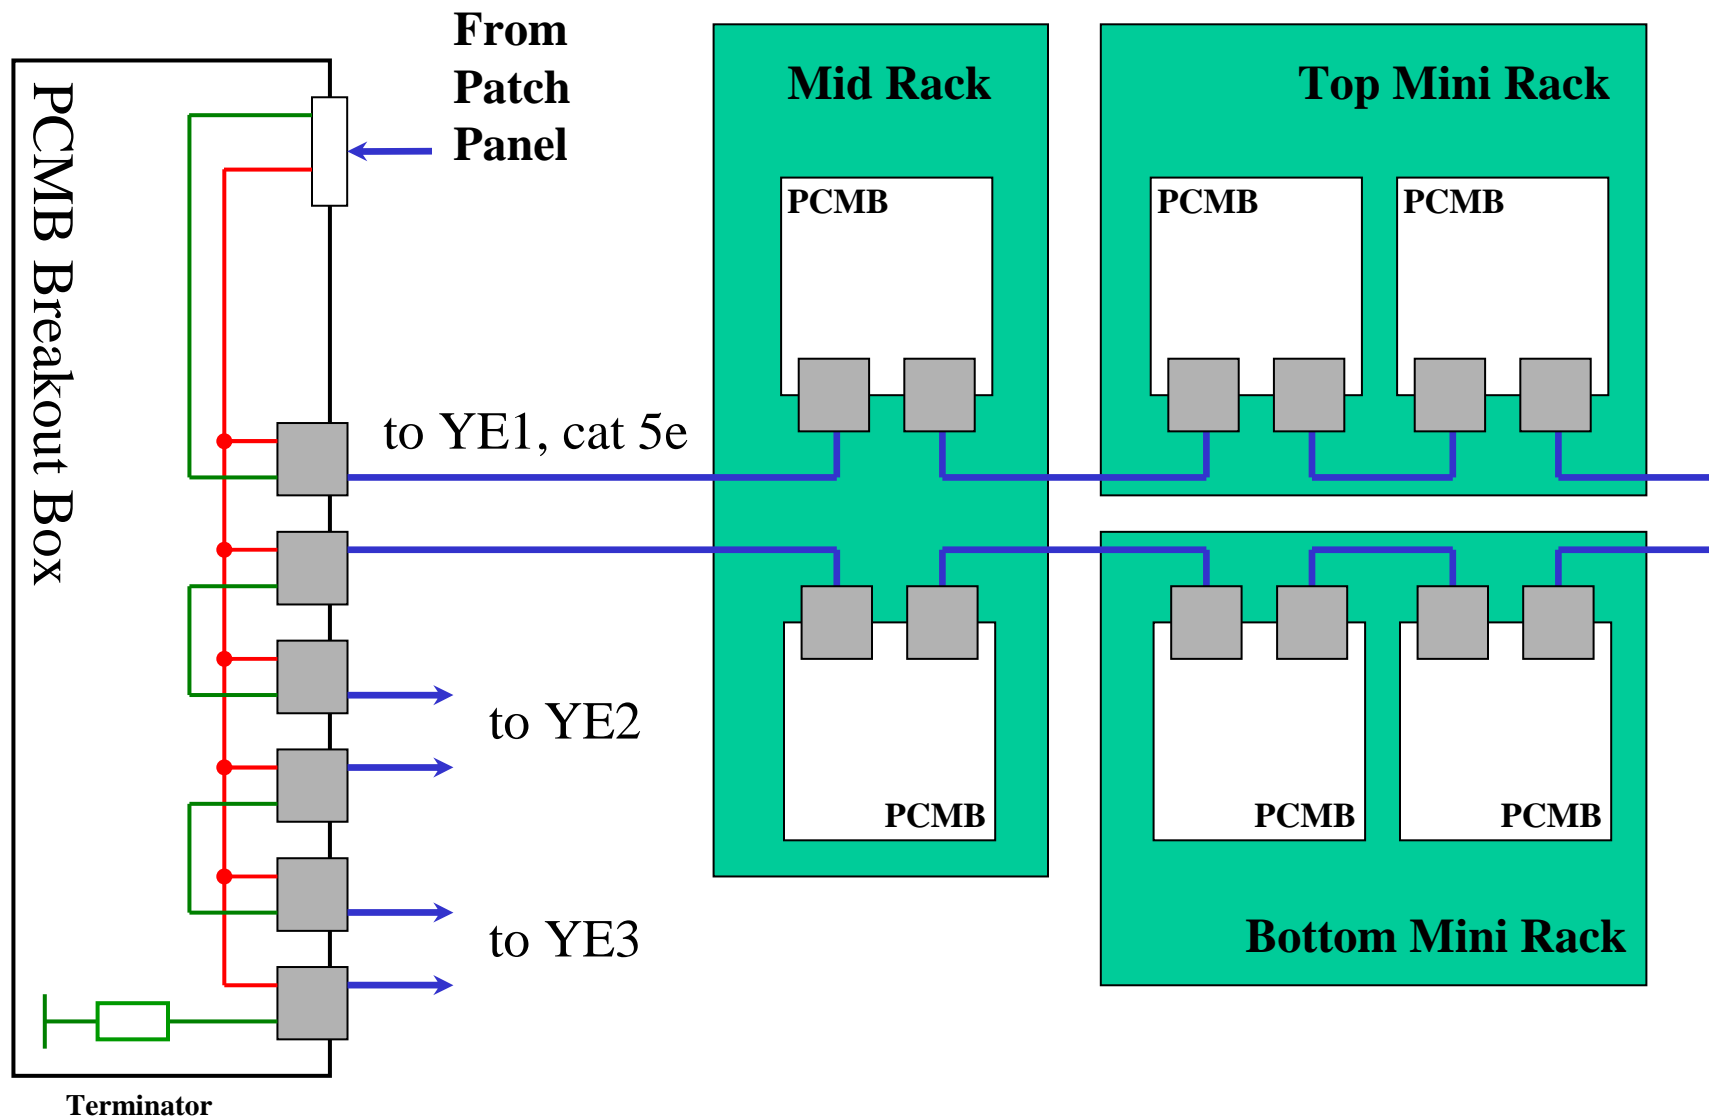 From
Patch
Panel
PCMB Breakout Box
Mid Rack
Top Mini Rack
PCMB
PCMB
PCMB
to YE1, cat 5e
to YE2
to YE3
PCMB
PCMB
PCMB
Bottom Mini Rack
Terminator